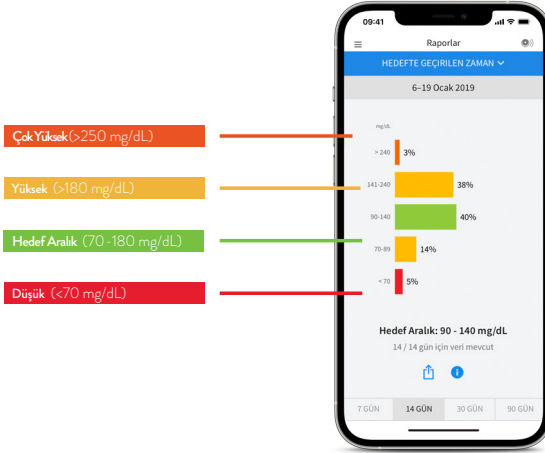 Çok Yüksek (>250 mg/dL)
Yüksek (>180 mg/dL)
Hedef Aralık (70-180 mg/dL)
Düşük (<70 mg/dL)
09:41
Raporlar
HEDEFTE GEÇIRILEN ZAMAN
6–19 Ocak 2019
mg/dL
> 240 3%
141-240 38%
90-140 40%
70-89 14%
< 70 5%
Hedef Aralık: 90 - 140 mg/dL
14 / 14 gün için veri mevcut
7 GÜN 14 GÜN 30 GÜN 90 GÜN